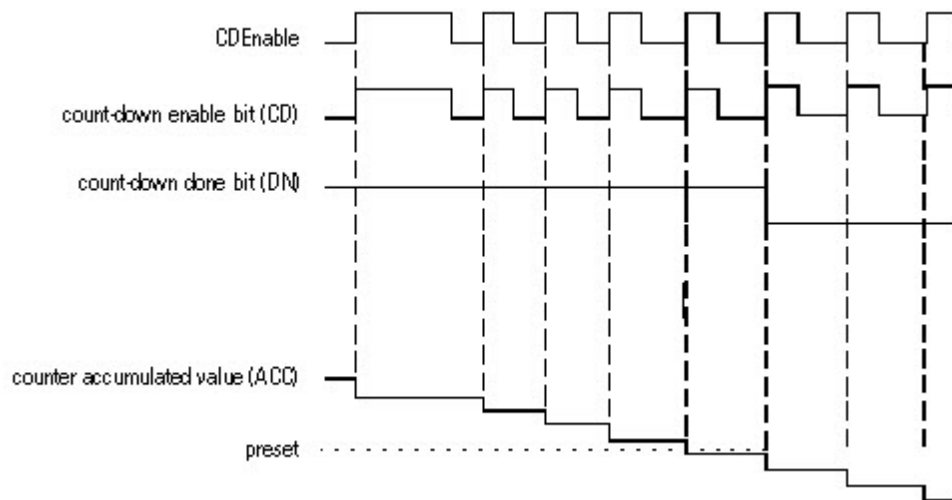 CDEnable
count-down enable bit (CD)
count-down done bit (DN)
counter accumulated value (ACC)
preset